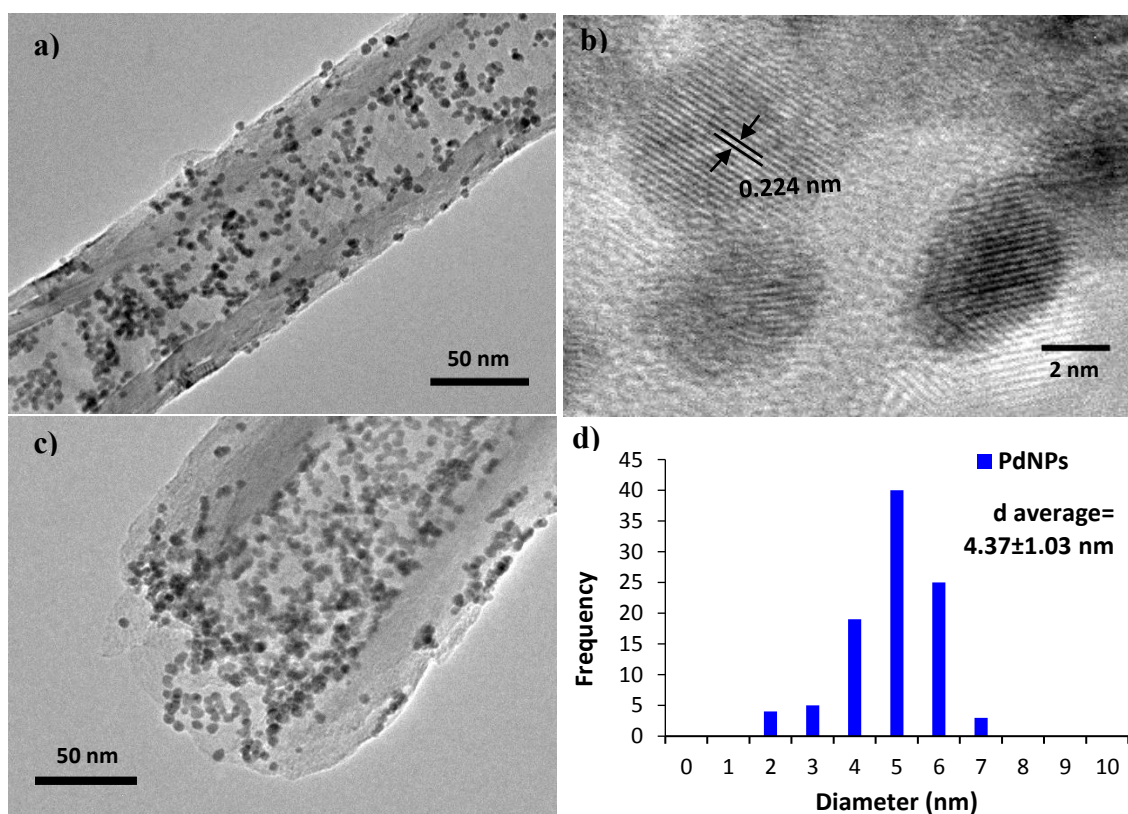 a)
50 nm
b)
0.224 nm
2 nm
c)
50 nm
d)
PdNPs
d average=
4.37±1.03 nm
Frequency
45
40
35
30
25
20
15
10
5
0
0 1 2 3 4 5 6 7 8 9 10
Diameter (nm)